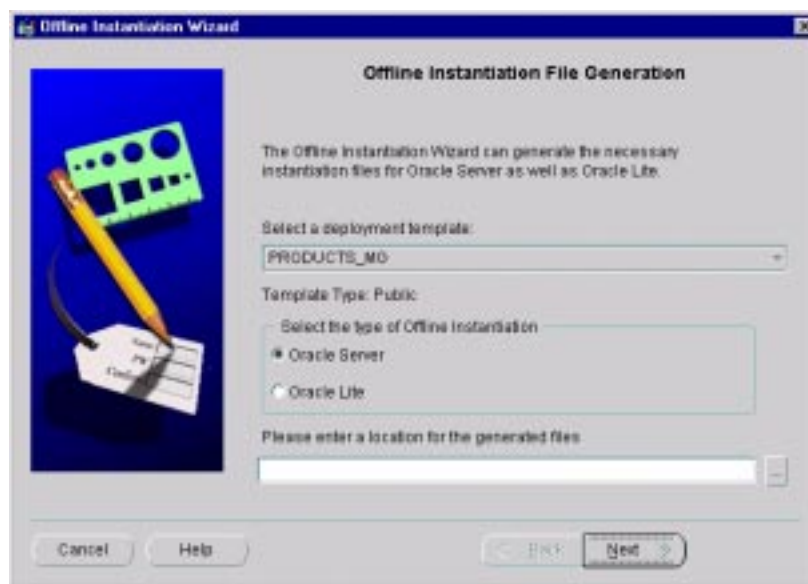 Offline Instantiation Wizard
Offline Instantiation File Generation
The Offline Instantiation Wizard can generate the necessary
instantiation files for Oracle Server as well as Oracle Lite.
Select a deployment template:
PRODUCTS_MG
Template Type: Public
Select the type of Offline Instantiation
Oracle Server
Oracle Lite
Please enter a location for the generated files
...
Cancel
Help
Back
Next